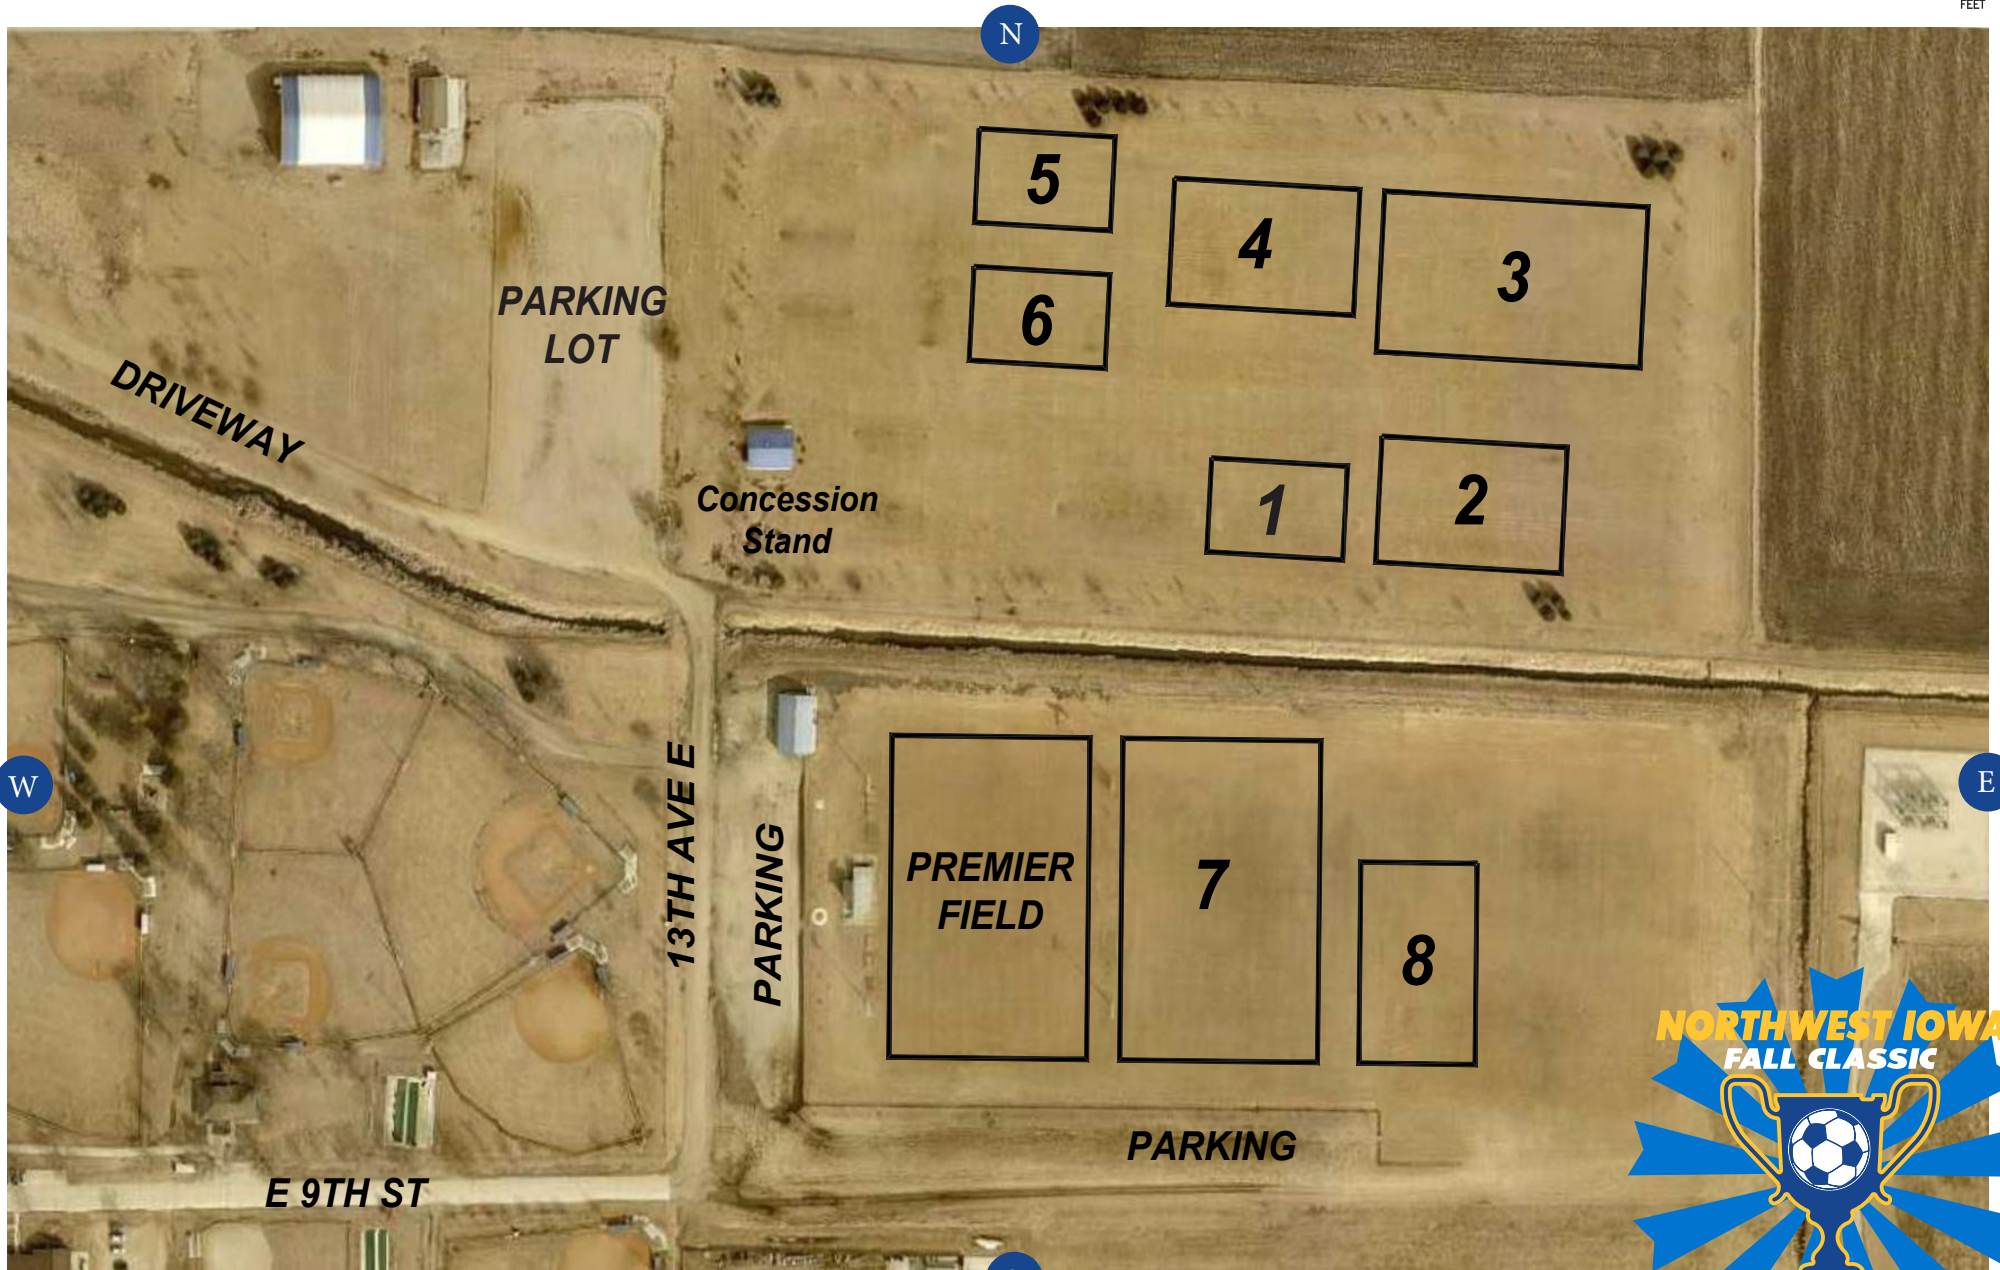 FEET
N
5
4
3
6
PARKING
LOT
DRIVEWAY
Concession
Stand
1
2
W
E
13TH AVE E
PARKING
PREMIER
FIELD
7
8
NORTHWEST IOWA
FALL CLASSIC
PARKING
E 9TH ST